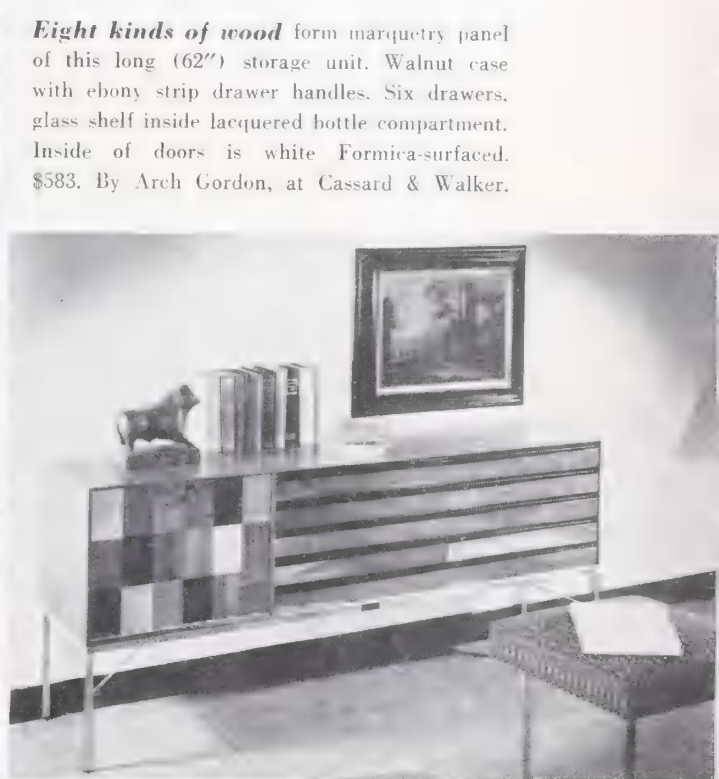 Eight kinds of wood form marquetry panel
of this long (62″) storage unit. Walnut case
with ebony strip drawer handles. Six drawers,
glass shelf inside lacquered bottle compartment.
Inside of doors is white Formica-surfaced.
$583. By Arch Gordon, at Cassard & Walker.